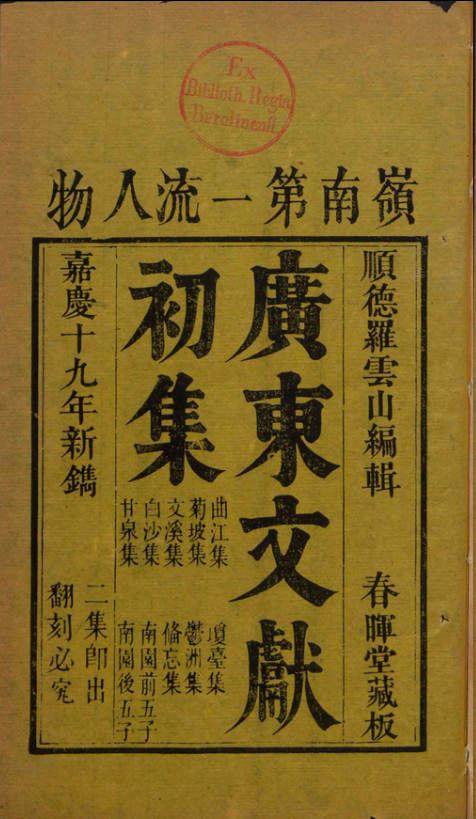 Ex
Biblioth. Regia
Berolinensi.
嶺南第一流人物
順德羅雲山編輯
春暉堂藏板
廣東文獻
初集
曲江集
菊坡集
文溪集
白沙集
甘泉集
瓊臺集
鬱洲集
偹忘集
南園前五子
南園後五子
嘉慶十九年新鐫
二集卽出
翻刻必究